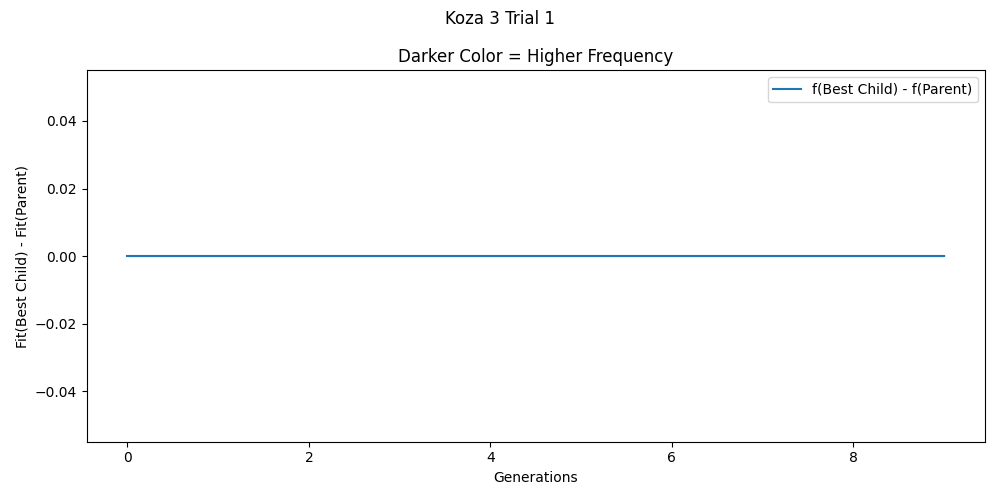 Koza 3 Trial 1
Darker Color = Higher Frequency
f(Best Child) - f(Parent)
Fit(Best Child) - Fit(Parent)
0.04
0.02
0.00
−0.02
−0.04
0 2 4 6 8
Generations